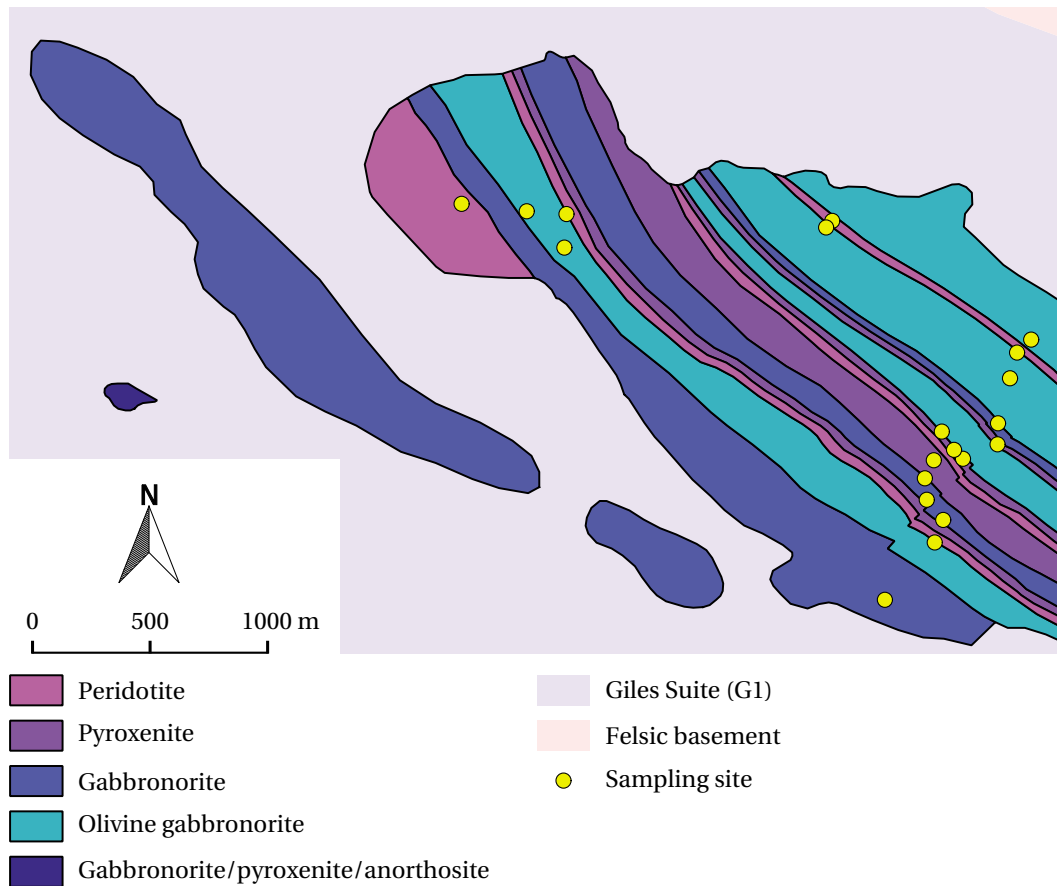 N
0 500 1000 m
Peridotite
Pyroxenite
Gabbronorite
Olivine gabbronorite
Gabbronorite/pyroxenite/anorthosite
Giles Suite (G1)
Felsic basement
Sampling site